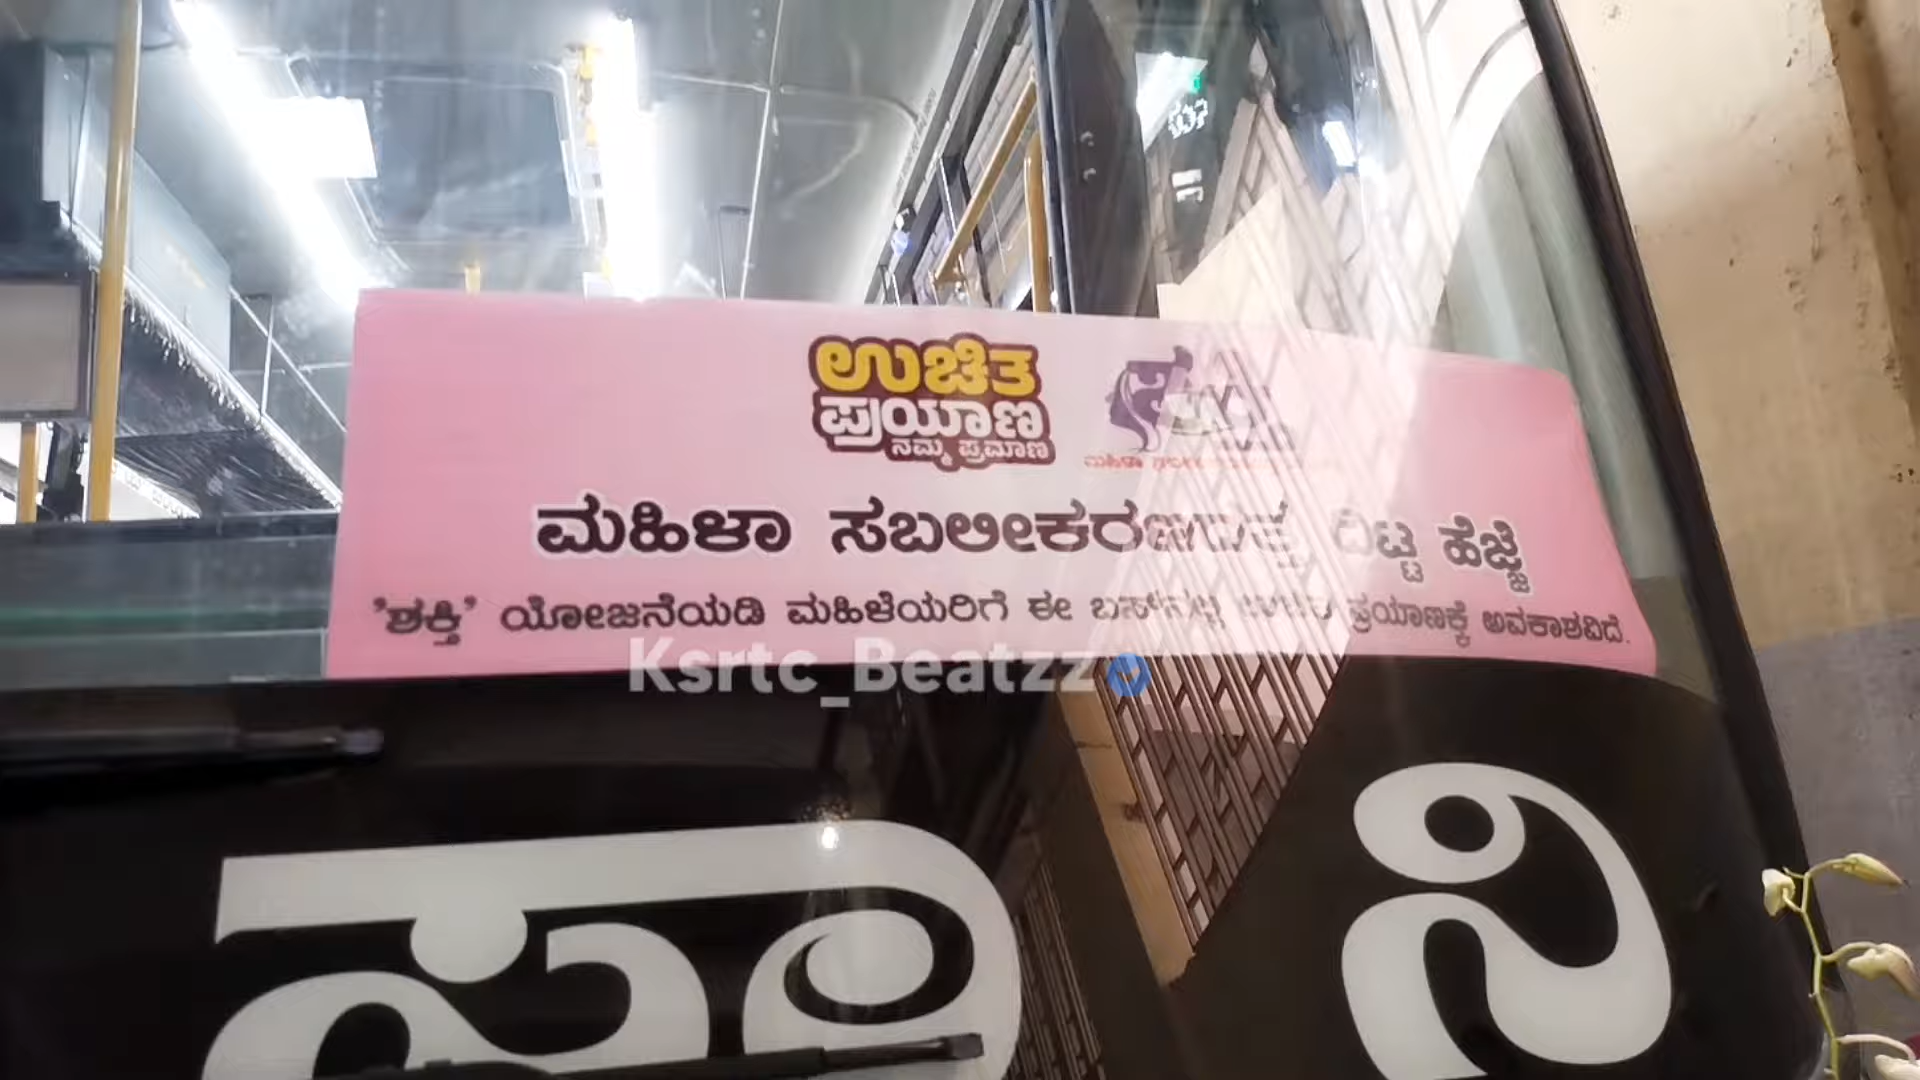 ಉಚಿತ
ಪ್ರಯಾಣ
ನಮ್ಮ ಪ್ರಮಾಣ
ಮಹಿಳಾ ಸಬಲೀಕರಣದತ್ತ ದಿಟ್ಟ ಹೆಜ್ಜೆ
'ಶಕ್ತಿ' ಯೋಜನೆಯಡಿ ಮಹಿಳೆಯರಿಗೆ ಈ ಬಸ್‌ನಲ್ಲಿ ಉಚಿತ ಪ್ರಯಾಣಕ್ಕೆ ಅವಕಾಶವಿದೆ.
Ksrtc_Beatzz
ನಿ